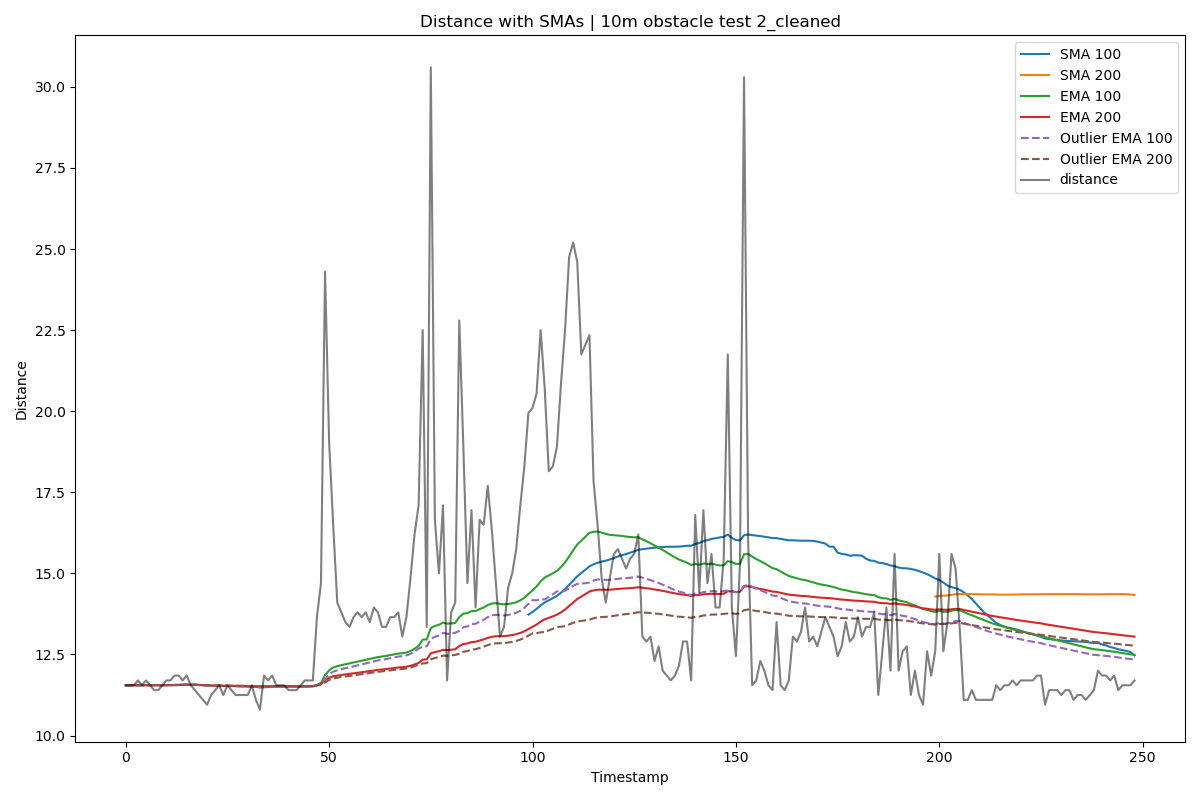 Distance with SMAs | 10m obstacle test 2_cleaned
SMA 100
SMA 200
EMA 100
EMA 200
Outlier EMA 100
Outlier EMA 200
distance
30.0
27.5
25.0
22.5
20.0
17.5
15.0
12.5
10.0
Distance
0 50 100 150 200 250
Timestamp